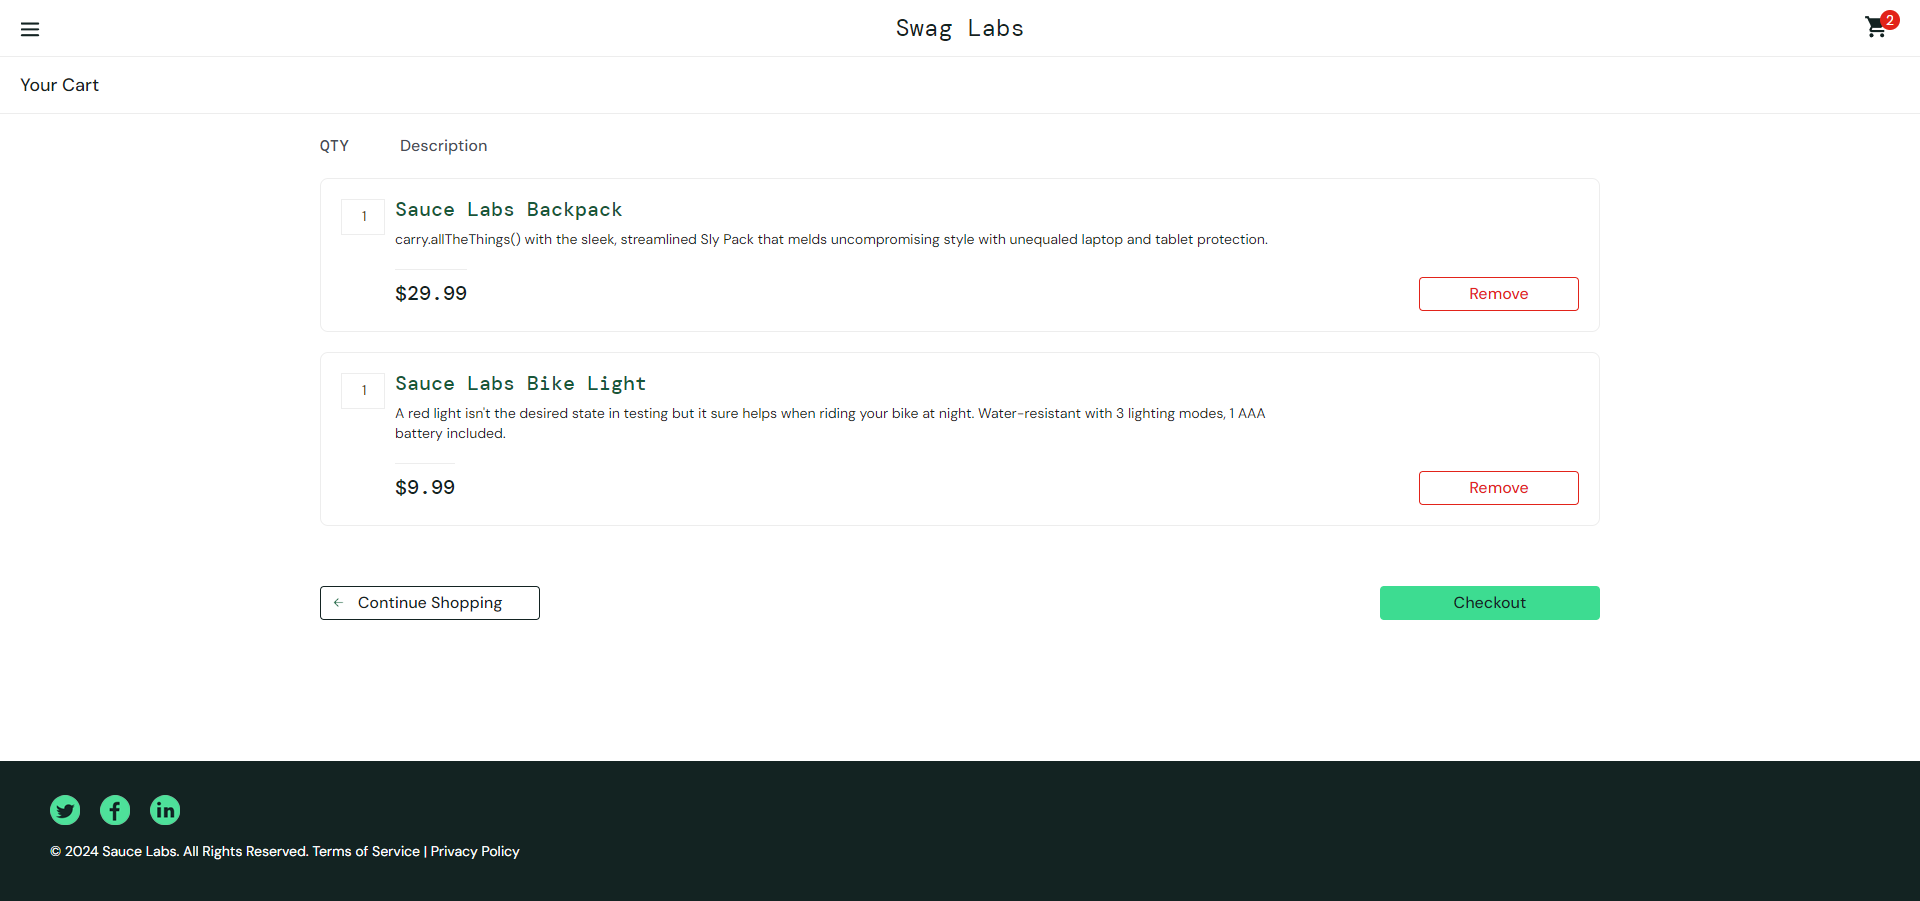 Swag Labs
2
Your Cart
QTY Description
1
Sauce Labs Backpack
carry.allTheThings() with the sleek, streamlined Sly Pack that melds uncompromising style with unequaled laptop and tablet protection.
$29.99
Remove
1
Sauce Labs Bike Light
A red light isn't the desired state in testing but it sure helps when riding your bike at night. Water-resistant with 3 lighting modes, 1 AAA
battery included.
$9.99
Remove
Continue Shopping
Checkout
© 2024 Sauce Labs. All Rights Reserved. Terms of Service | Privacy Policy